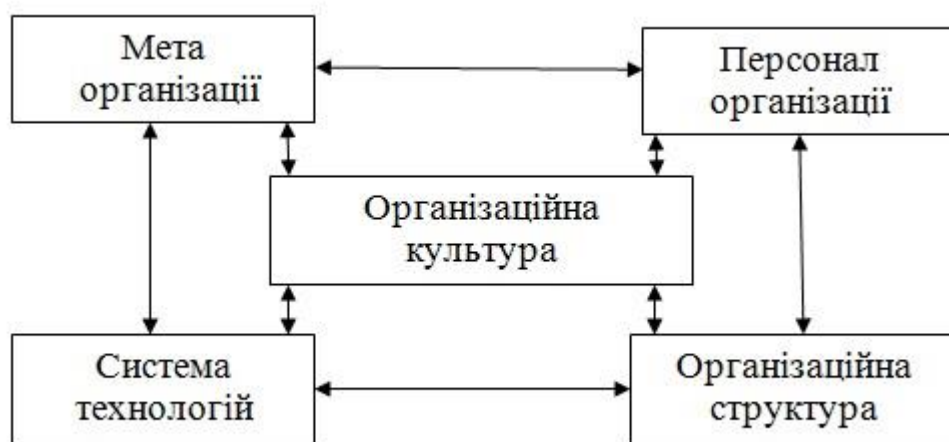 Мета
організації
Персонал
організації
Організаційна
культура
Система
технологій
Організаційна
структура